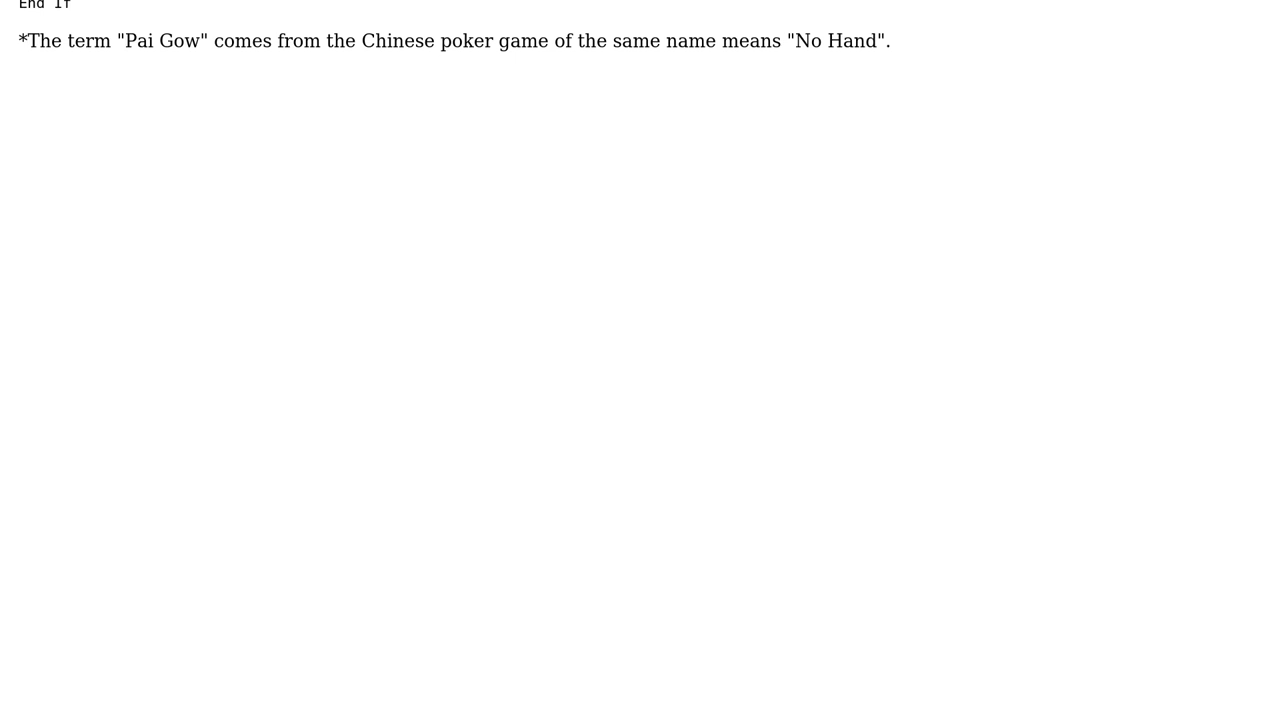 End If
*The term "Pai Gow" comes from the Chinese poker game of the same name means "No Hand".